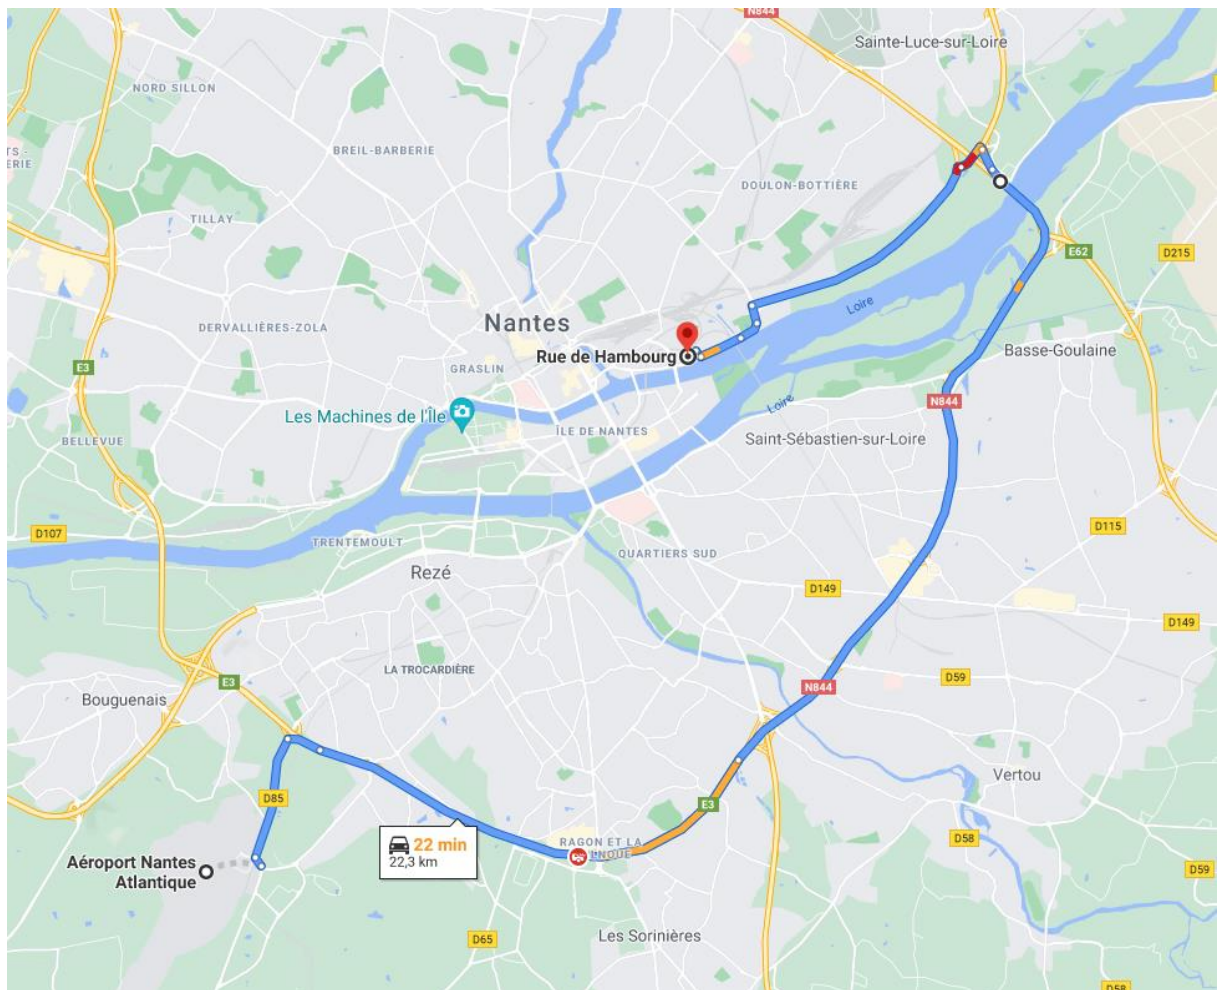 N844
Sainte-Luce-sur-Loire
NORD SILLON
TS -
ERIE
BREIL-BARBERIE
DOULON-BOTTIÈRE
TILLAY
E62
D215
Loire
Nantes
DERVALLIÈRES-ZOLA
Rue de Hambourg
Basse-Goulaine
E3
GRASLIN
N844
Loire
Les Machines de l'Île
ÎLE DE NANTES
Saint-Sébastien-sur-Loire
BELLEVUE
D115
D107
TRENTEMOULT
QUARTIERS SUD
Rezé
D149
D149
LA TROCARDIÈRE
D59
E3
N844
Bouguenais
Vertou
D85
E3
22 min
22,3 km
RAGON ET LA
D58
Aéroport Nantes
Atlantique
D59
Les Sorinières
D65
D58